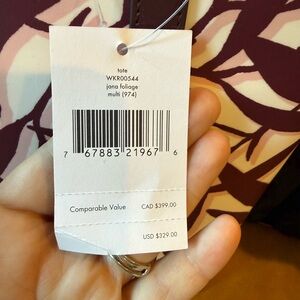 tote
WKR00544
jana foliage
multi (974)
7 67883 21967 6
Comparable Value CAD $399.00
USD $329.00